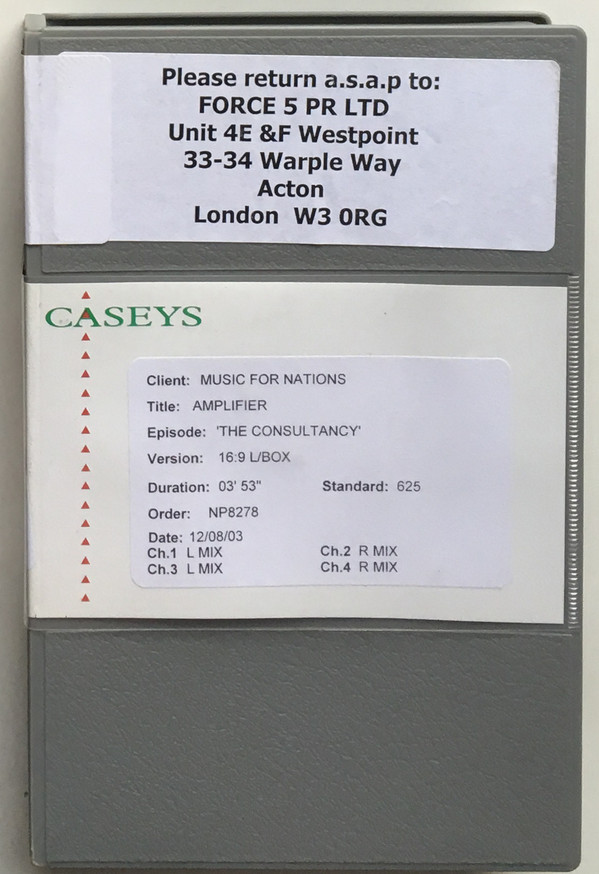 Please return a.s.a.p to:
FORCE 5 PR LTD
Unit 4E &F Westpoint
33-34 Warple Way
Acton
London W3 0RG
CASEYS
Client: MUSIC FOR NATIONS
Title: AMPLIFIER
Episode: 'THE CONSULTANCY'
Version: 16:9 L/BOX
Duration: 03' 53" Standard: 625
Order: NP8278
Date: 12/08/03
Ch.1 L MIX Ch.2 R MIX
Ch.3 L MIX Ch.4 R MIX